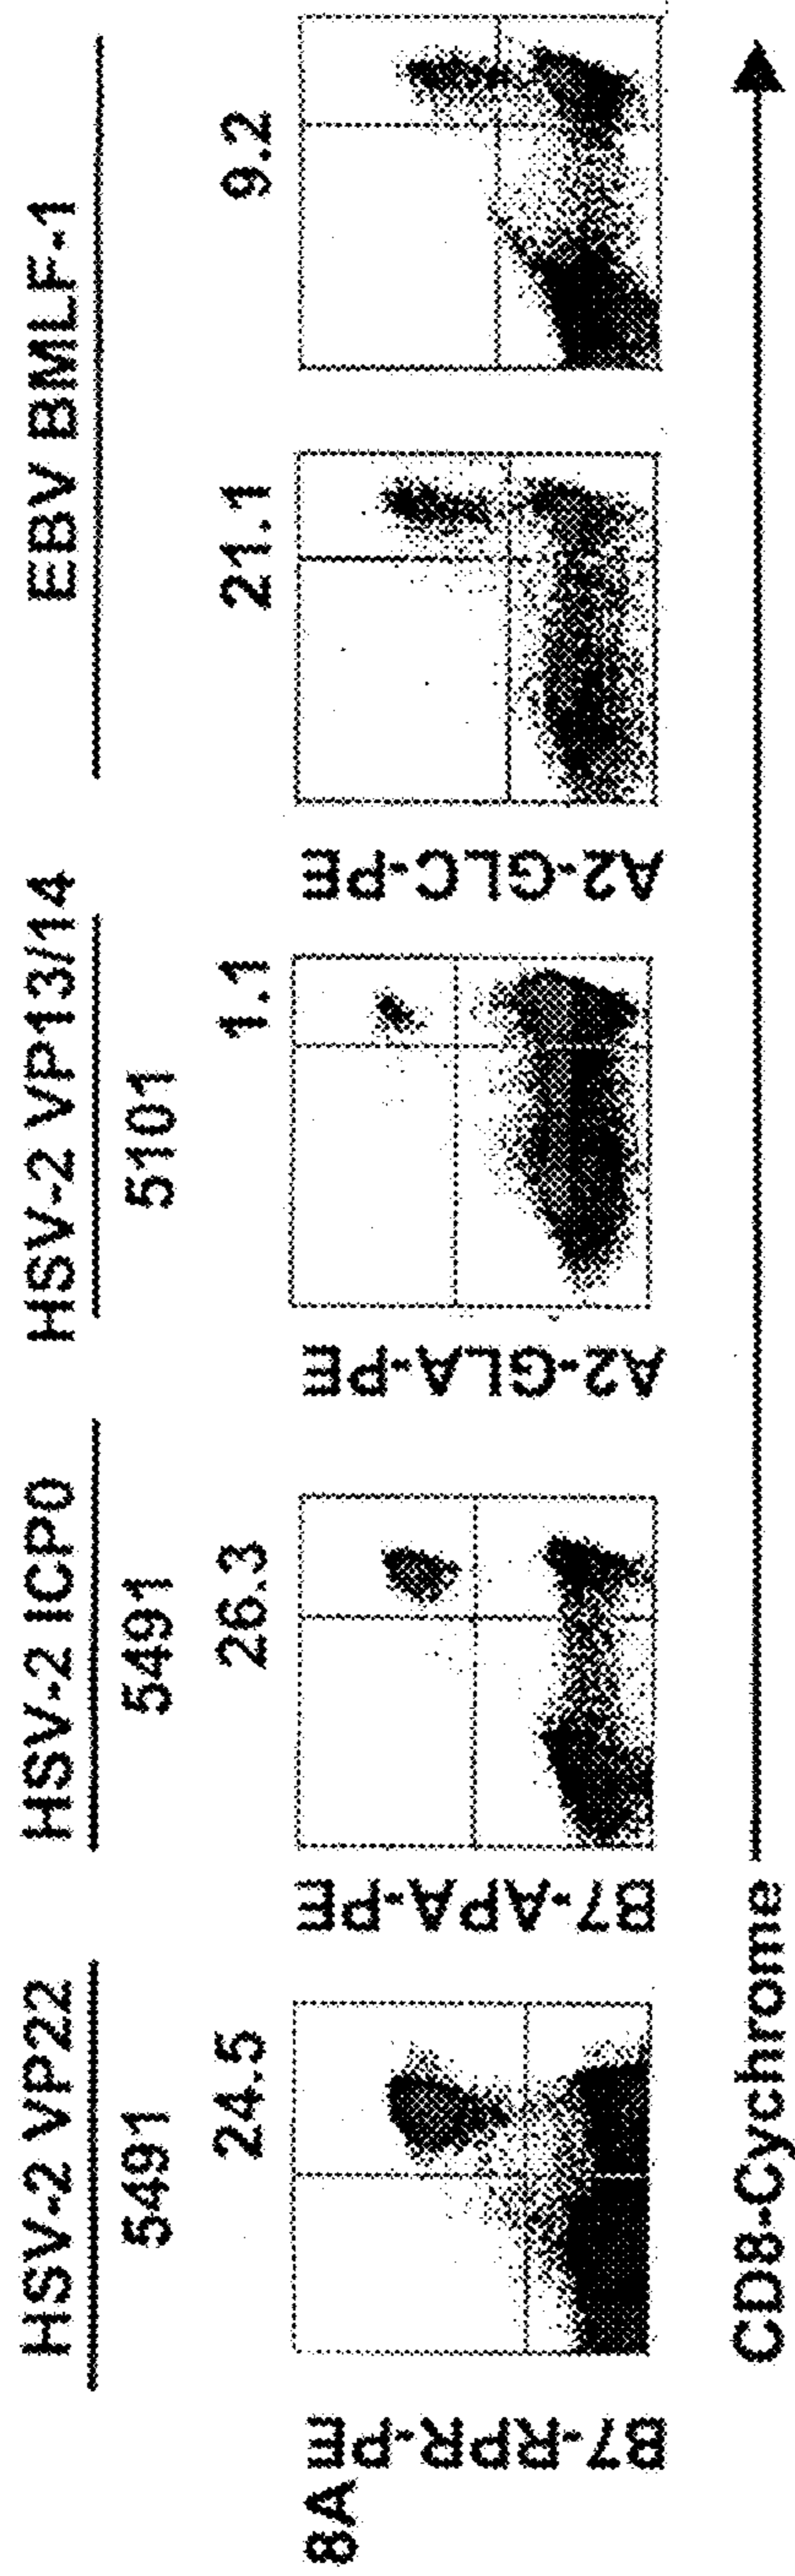 HSV-2 VP22
HSV-2 ICP0
HSV-2 VP13/14
EBV BMLF-1
5491
5491
5101
24.5
26.3
1.1
21.1
9.2
8A
B7-RPR-PE
B7-APA-PE
A2-GLA-PE
A2-GLC-PE
CD8-Cychrome